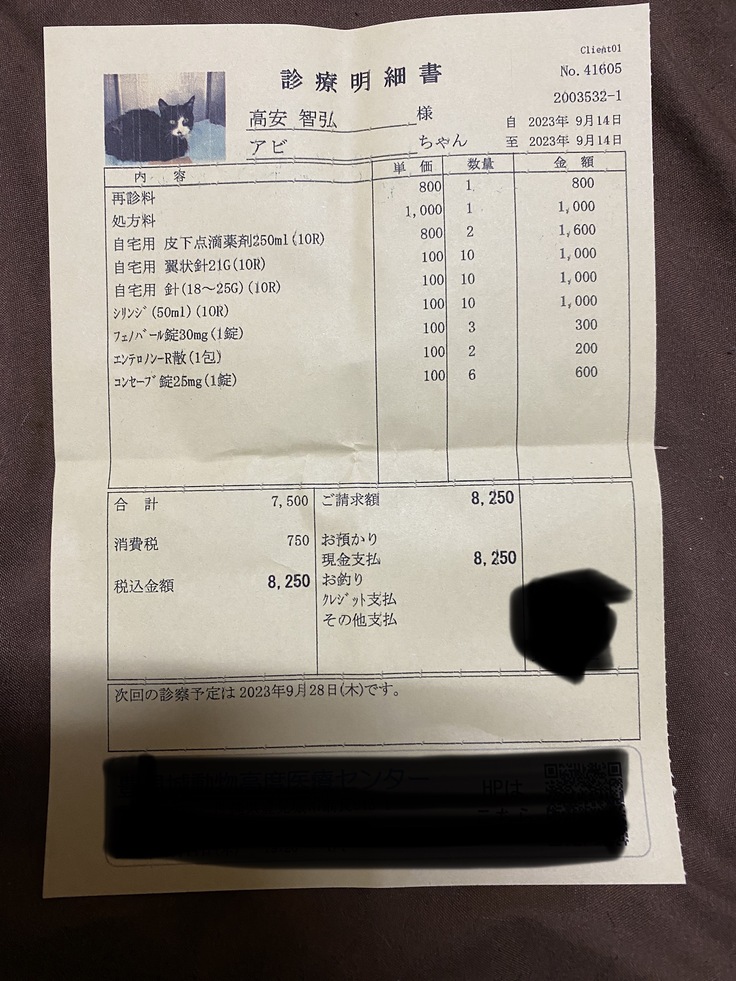 Client01
診療明細書
No.41605
2003532-1
高安 智弘 様
自 2023年 9月14日
アビ ちゃん
至 2023年 9月14日
内 容 単 価 数量 金 額
再診料 800 1 800
処方料 1,000 1 1,000
自宅用 皮下点滴薬剤250ml(10R) 800 2 1,600
自宅用 翼状針21G(10R) 100 10 1,000
自宅用 針(18～25G)(10R) 100 10 1,000
ｼﾘﾝｼﾞ(50ml)(10R) 100 10 1,000
ﾌｪﾉﾊﾞｰﾙ錠30mg(1錠) 100 3 300
ｴﾝﾃﾛﾉﾝｰR散(1包) 100 2 200
ｺﾝｾｰﾌﾞ錠25mg(1錠) 100 6 600
合 計 7,500 ご請求額 8,250
消費税 750 お預かり
現金支払 8,250
税込金額 8,250 お釣り
ｸﾚｼﾞｯﾄ支払
その他支払
次回の診察予定は 2023年9月28日(木)です。
高度医療センター
HPは